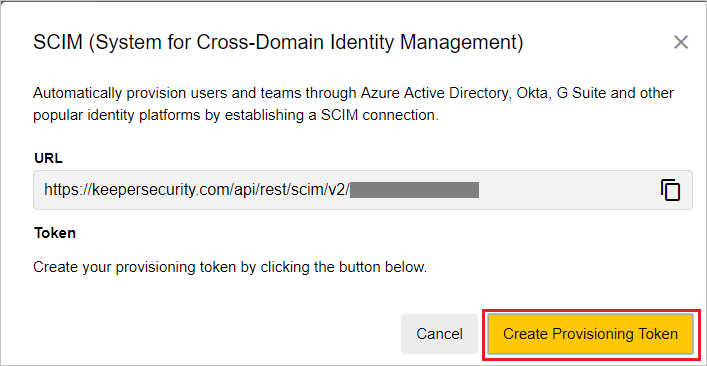 SCIM (System for Cross-Domain Identity Management)
Automatically provision users and teams through Azure Active Directory, Okta, G Suite and other
popular identity platforms by establishing a SCIM connection.
URL
https://keepersecurity.com/api/rest/scim/v2/
Token
Create your provisioning token by clicking the button below.
Cancel
Create Provisioning Token